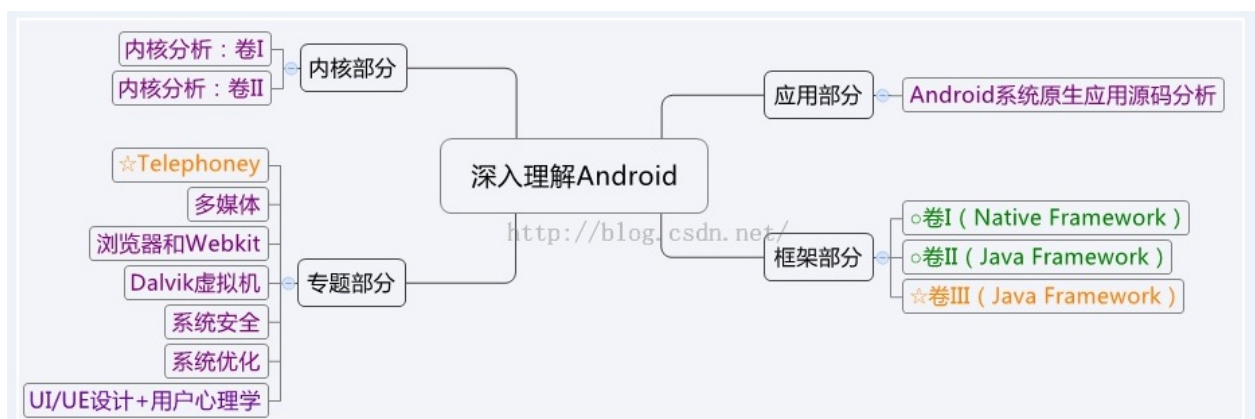 深入理解Android
内核部分
内核分析：卷I
内核分析：卷II
专题部分
☆Telephoney
多媒体
浏览器和Webkit
Dalvik虚拟机
系统安全
系统优化
UI/UE设计+用户心理学
应用部分
Android系统原生应用源码分析
框架部分
○卷I（Native Framework）
○卷II（Java Framework）
☆卷III（Java Framework）
http://blog.csdn.net/